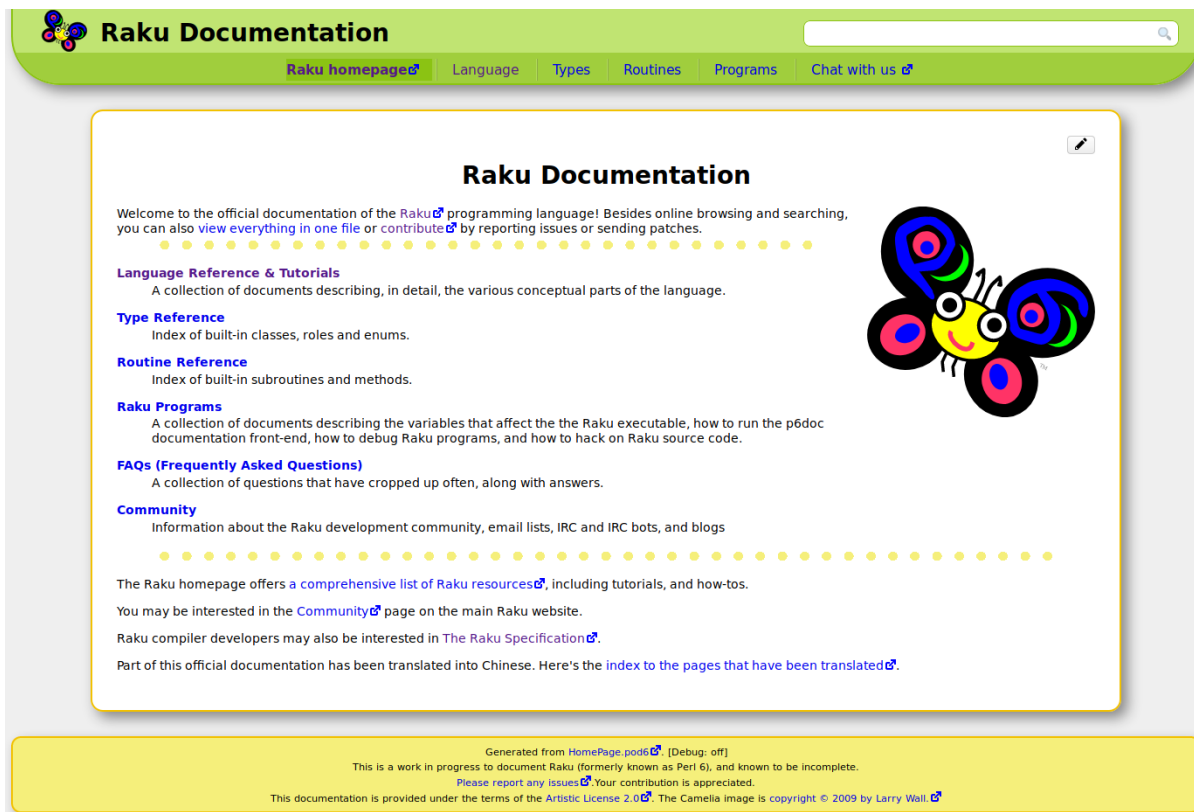 Raku Documentation
Raku homepage Language Types Routines Programs Chat with us
Raku Documentation
Welcome to the official documentation of the Raku programming language! Besides online browsing and searching,
you can also view everything in one file or contribute by reporting issues or sending patches.
Language Reference & Tutorials
A collection of documents describing, in detail, the various conceptual parts of the language.
Type Reference
Index of built-in classes, roles and enums.
Routine Reference
Index of built-in subroutines and methods.
Raku Programs
A collection of documents describing the variables that affect the the Raku executable, how to run the p6doc
documentation front-end, how to debug Raku programs, and how to hack on Raku source code.
FAQs (Frequently Asked Questions)
A collection of questions that have cropped up often, along with answers.
Community
Information about the Raku development community, email lists, IRC and IRC bots, and blogs
TM
The Raku homepage offers a comprehensive list of Raku resources, including tutorials, and how-tos.
You may be interested in the Community page on the main Raku website.
Raku compiler developers may also be interested in The Raku Specification.
Part of this official documentation has been translated into Chinese. Here's the index to the pages that have been translated.
Generated from HomePage.pod6. [Debug: off]
This is a work in progress to document Raku (formerly known as Perl 6), and known to be incomplete.
Please report any issues.Your contribution is appreciated.
This documentation is provided under the terms of the Artistic License 2.0. The Camelia image is copyright © 2009 by Larry Wall.